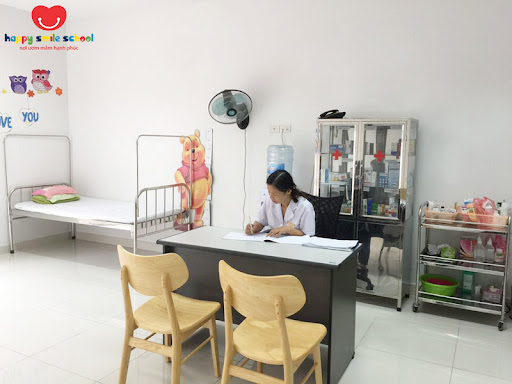 happy smile school
nơi ươm mầm hạnh phúc
VE YOU